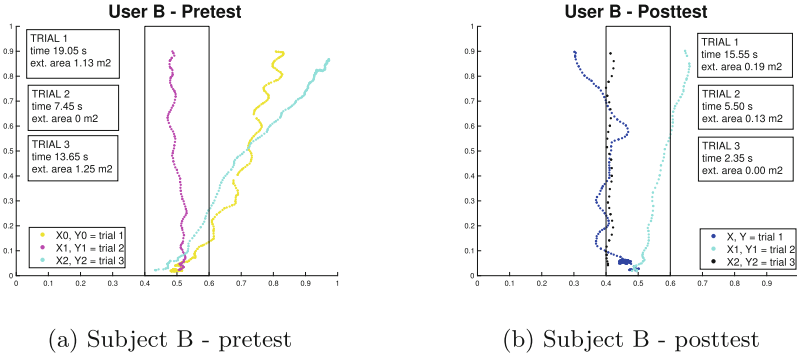 User B - Pretest
1
0.9
0.8
0.7
0.6
0.5
0.4
0.3
0.2
0.1
0
TRIAL 1
time 19.05 s
ext. area 1.13 m2
TRIAL 2
time 7.45 s
ext. area 0 m2
TRIAL 3
time 13.65 s
ext. area 1.25 m2
X0, Y0 = trial 1
X1, Y1 = trial 2
X2, Y2 = trial 3
0 0.1 0.2 0.3 0.4 0.5 0.6 0.7 0.8 0.9 1
(a) Subject B - pretest
User B - Posttest
1
0.9
0.8
0.7
0.6
0.5
0.4
0.3
0.2
0.1
0
TRIAL 1
time 15.55 s
ext. area 0.19 m2
TRIAL 2
time 5.50 s
ext. area 0.13 m2
TRIAL 3
time 2.35 s
ext. area 0.00 m2
X, Y = trial 1
X1, Y1 = trial 2
X2, Y2 = trial 3
0 0.1 0.2 0.3 0.4 0.5 0.6 0.7 0.8 0.9 1
(b) Subject B - posttest